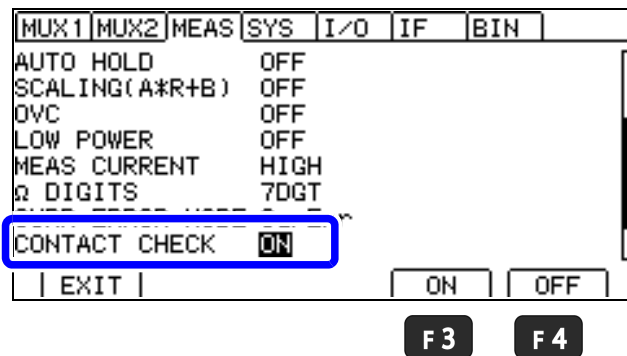 MUX1 MUX2 MEAS SYS I/O IF BIN
AUTO HOLD OFF
SCALING(A*R+B) OFF
OVC OFF
LOW POWER OFF
MEAS CURRENT HIGH
Ω DIGITS 7DGT
CONTACT CHECK ON
EXIT ON OFF
F3 F4